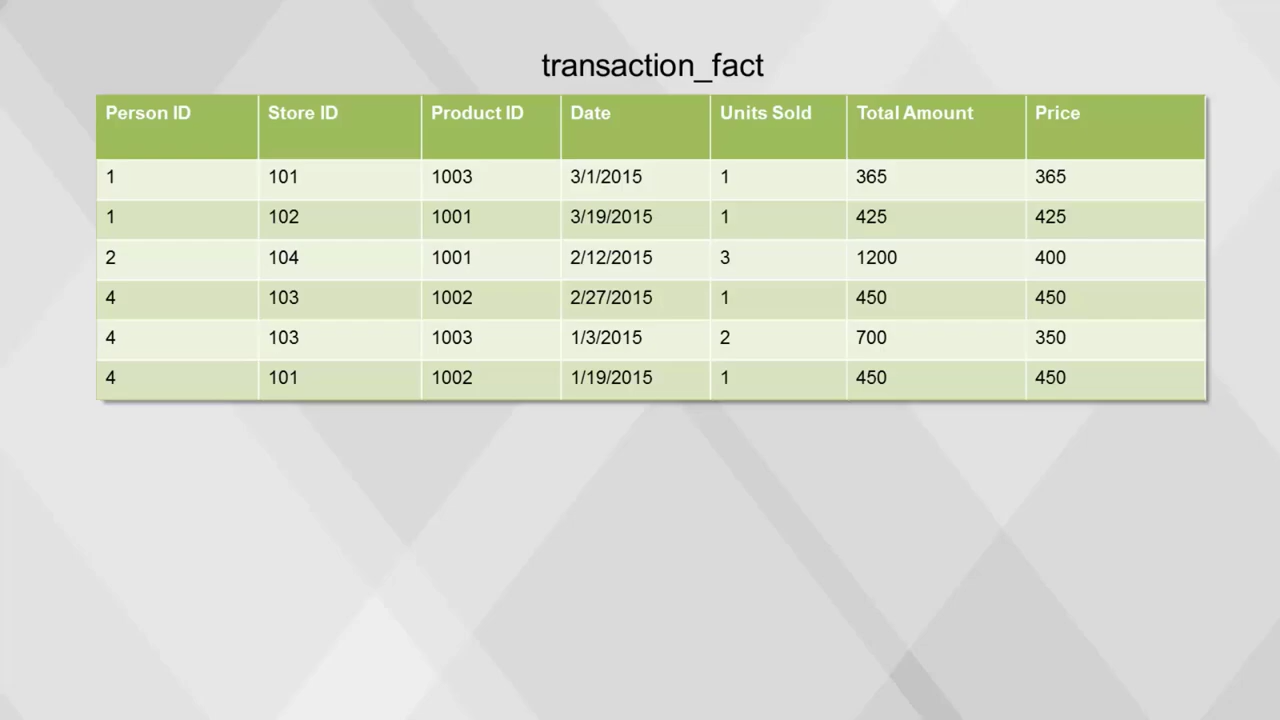 transaction_fact
Person ID Store ID Product ID Date Units Sold Total Amount Price
1 101 1003 3/1/2015 1 365 365
1 102 1001 3/19/2015 1 425 425
2 104 1001 2/12/2015 3 1200 400
4 103 1002 2/27/2015 1 450 450
4 103 1003 1/3/2015 2 700 350
4 101 1002 1/19/2015 1 450 450